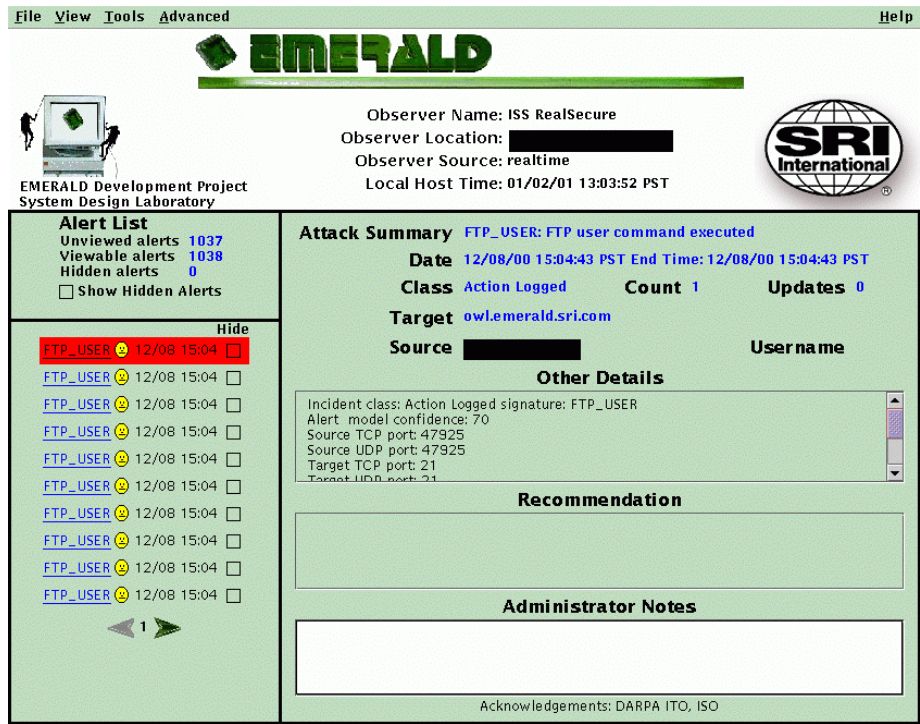 File View Tools Advanced Help
EMERALD
Observer Name: ISS RealSecure
Observer Location:
Observer Source: realtime
Local Host Time: 01/02/01 13:03:52 PST
EMERALD Development Project
System Design Laboratory
SRI
International
®
Alert List
Unviewed alerts 1037
Viewable alerts 1038
Hidden alerts 0
Show Hidden Alerts
Hide
FTP_USER 12/08 15:04
FTP_USER 12/08 15:04
FTP_USER 12/08 15:04
FTP_USER 12/08 15:04
FTP_USER 12/08 15:04
FTP_USER 12/08 15:04
FTP_USER 12/08 15:04
FTP_USER 12/08 15:04
FTP_USER 12/08 15:04
FTP_USER 12/08 15:04
1
Attack Summary FTP_USER: FTP user command executed
Date 12/08/00 15:04:43 PST End Time: 12/08/00 15:04:43 PST
Class Action Logged Count 1 Updates 0
Target owl.emerald.sri.com
Source Username
Other Details
Incident class: Action Logged signature: FTP_USER
Alert model confidence: 70
Source TCP port: 47925
Source UDP port: 47925
Target TCP port: 21
Target UDP port: 21
Recommendation
Administrator Notes
Acknowledgements: DARPA ITO, ISO